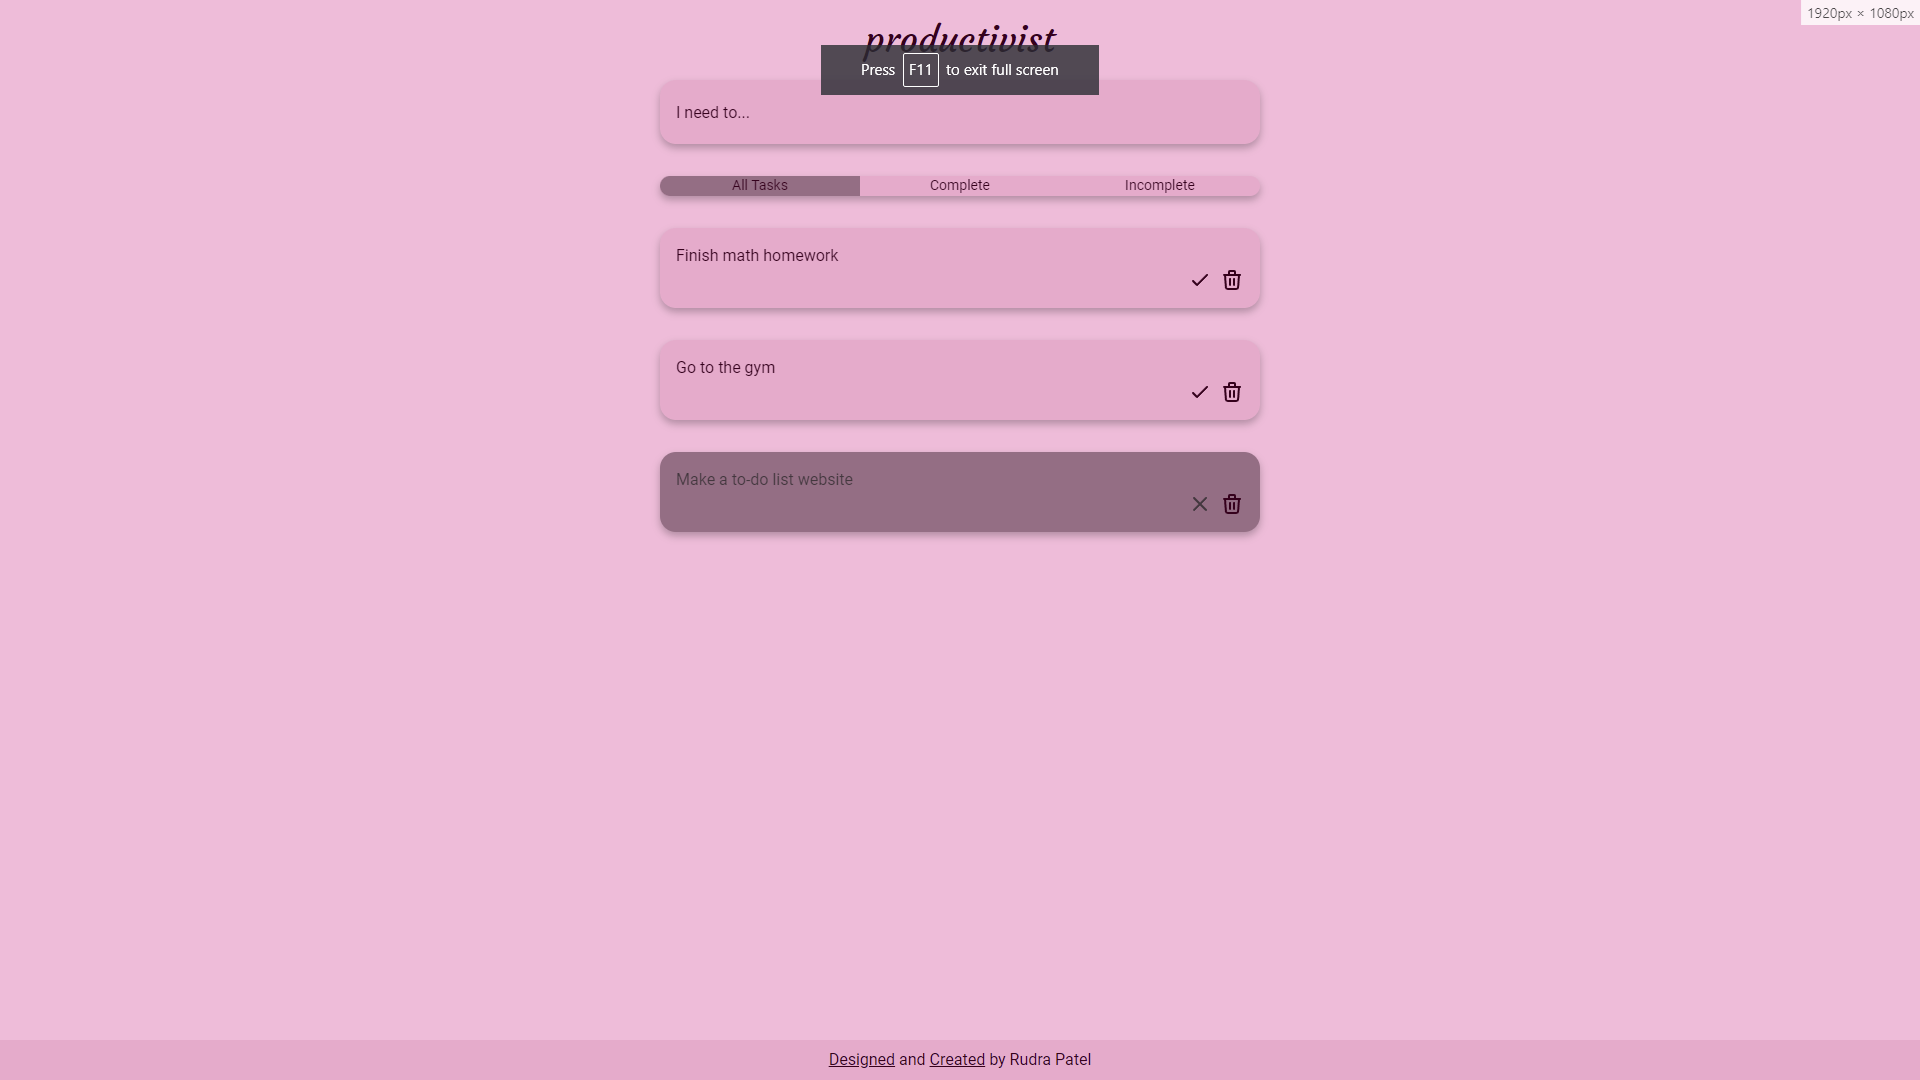 1920px × 1080px
productivist
Press F11 to exit full screen
I need to...
All Tasks Complete Incomplete
Finish math homework
Go to the gym
Make a to-do list website
Designed and Created by Rudra Patel